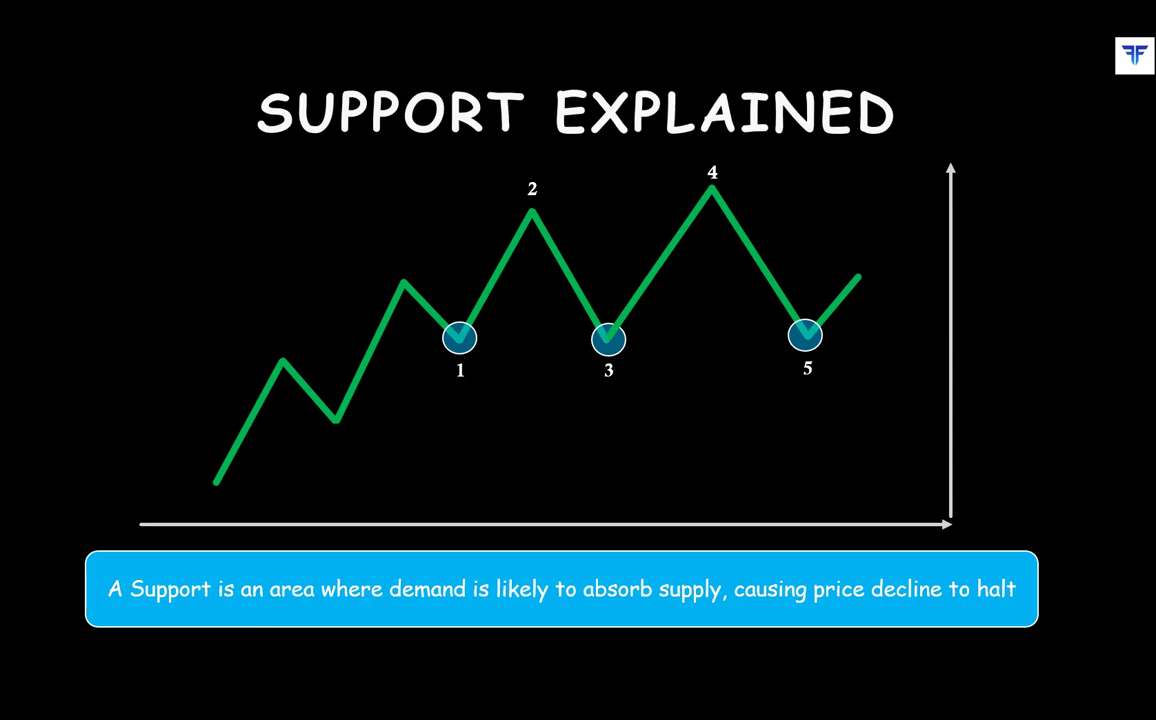 SUPPORT EXPLAINED
4
2
1
3
5
A Support is an area where demand is likely to absorb supply, causing price decline to halt